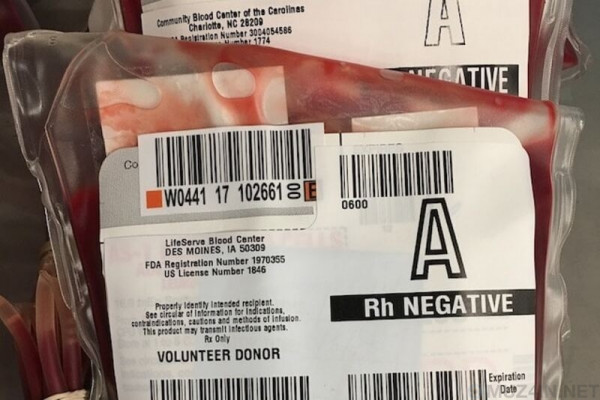 Community Blood Center of the Carolinas
Charlotte, NC 28209
Registration Number 3004054586
Number 1774
A
NEGATIVE
Co
W0441 17 102661 00 E
0600
A
LifeServe Blood Center
DES MOINES, IA 50309
FDA Registration Number 1970355
US License Number 1846
Rh NEGATIVE
Properly identify intended recipient.
See circular of information for indications,
contraindications, cautions and methods of infusion.
This product may transmit infectious agents.
Rx Only
VOLUNTEER DONOR
Expiration
Date